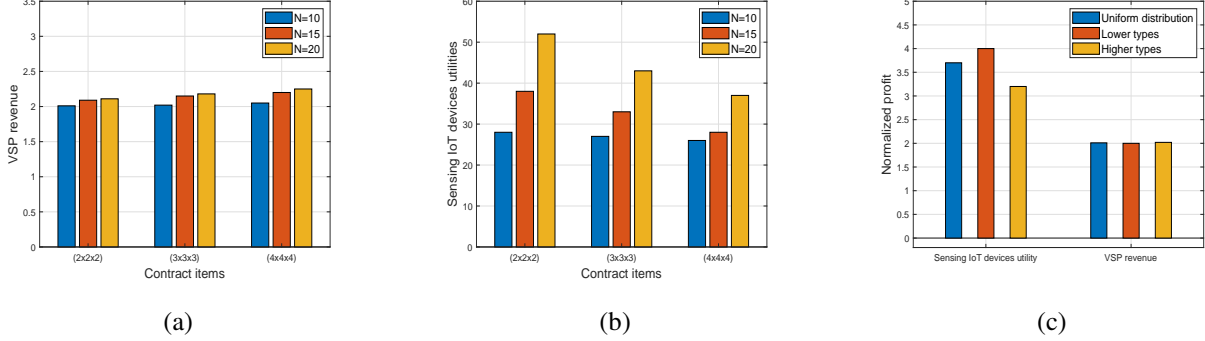 3.5
3
2.5
2
1.5
1
0.5
0
VSP revenue
N=10
N=15
N=20
(2x2x2)
(3x3x3)
(4x4x4)
Contract items
(a)
60
50
40
30
20
10
0
Sensing IoT devices utilities
N=10
N=15
N=20
(2x2x2)
(3x3x3)
(4x4x4)
Contract items
(b)
5
4.5
4
3.5
3
2.5
2
1.5
1
0.5
0
Normalized profit
Uniform distribution
Lower types
Higher types
Sensing IoT devices utility
VSP revenue
(c)